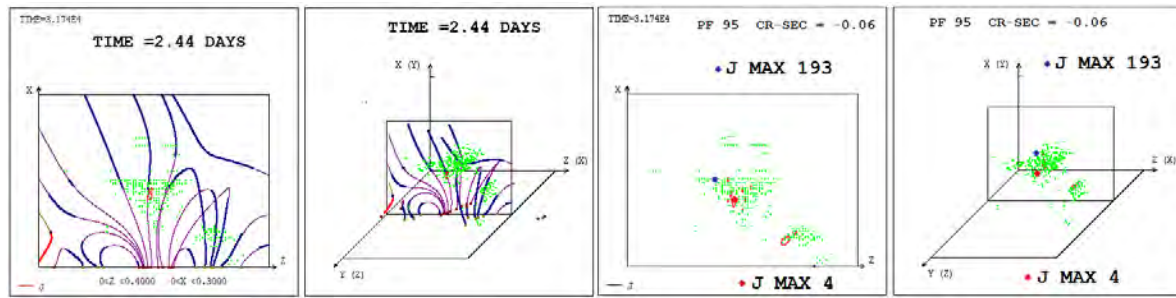 TIME=3.174E4
TIME =2.44 DAYS
X
Z
0<Z <0.4000 0<X <0.3000
J
TIME =2.44 DAYS
X (Y)
Z (X)
Y (Z)
TIME=3.174E4
PF 95 CR-SEC = -0.06
J MAX 193
X
Z
J
J MAX 4
PF 95 CR-SEC = -0.06
X (Y)
J MAX 193
Z (X)
Y (Z)
J MAX 4